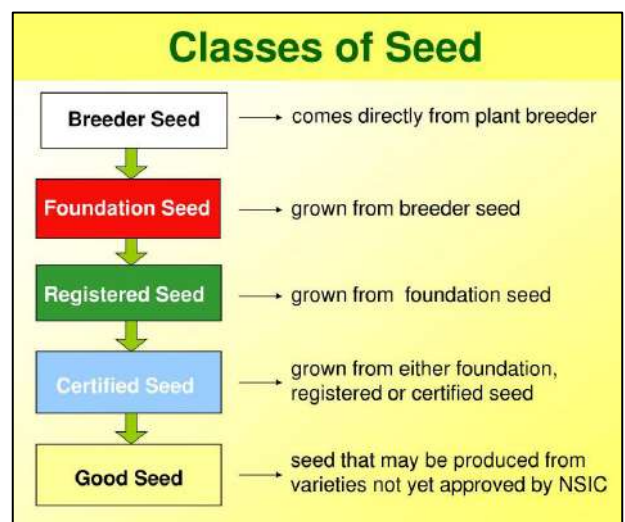 Classes of Seed
Breeder Seed
comes directly from plant breeder
Foundation Seed
grown from breeder seed
Registered Seed
grown from foundation seed
Certified Seed
grown from either foundation,
registered or certified seed
Good Seed
seed that may be produced from
varieties not yet approved by NSIC